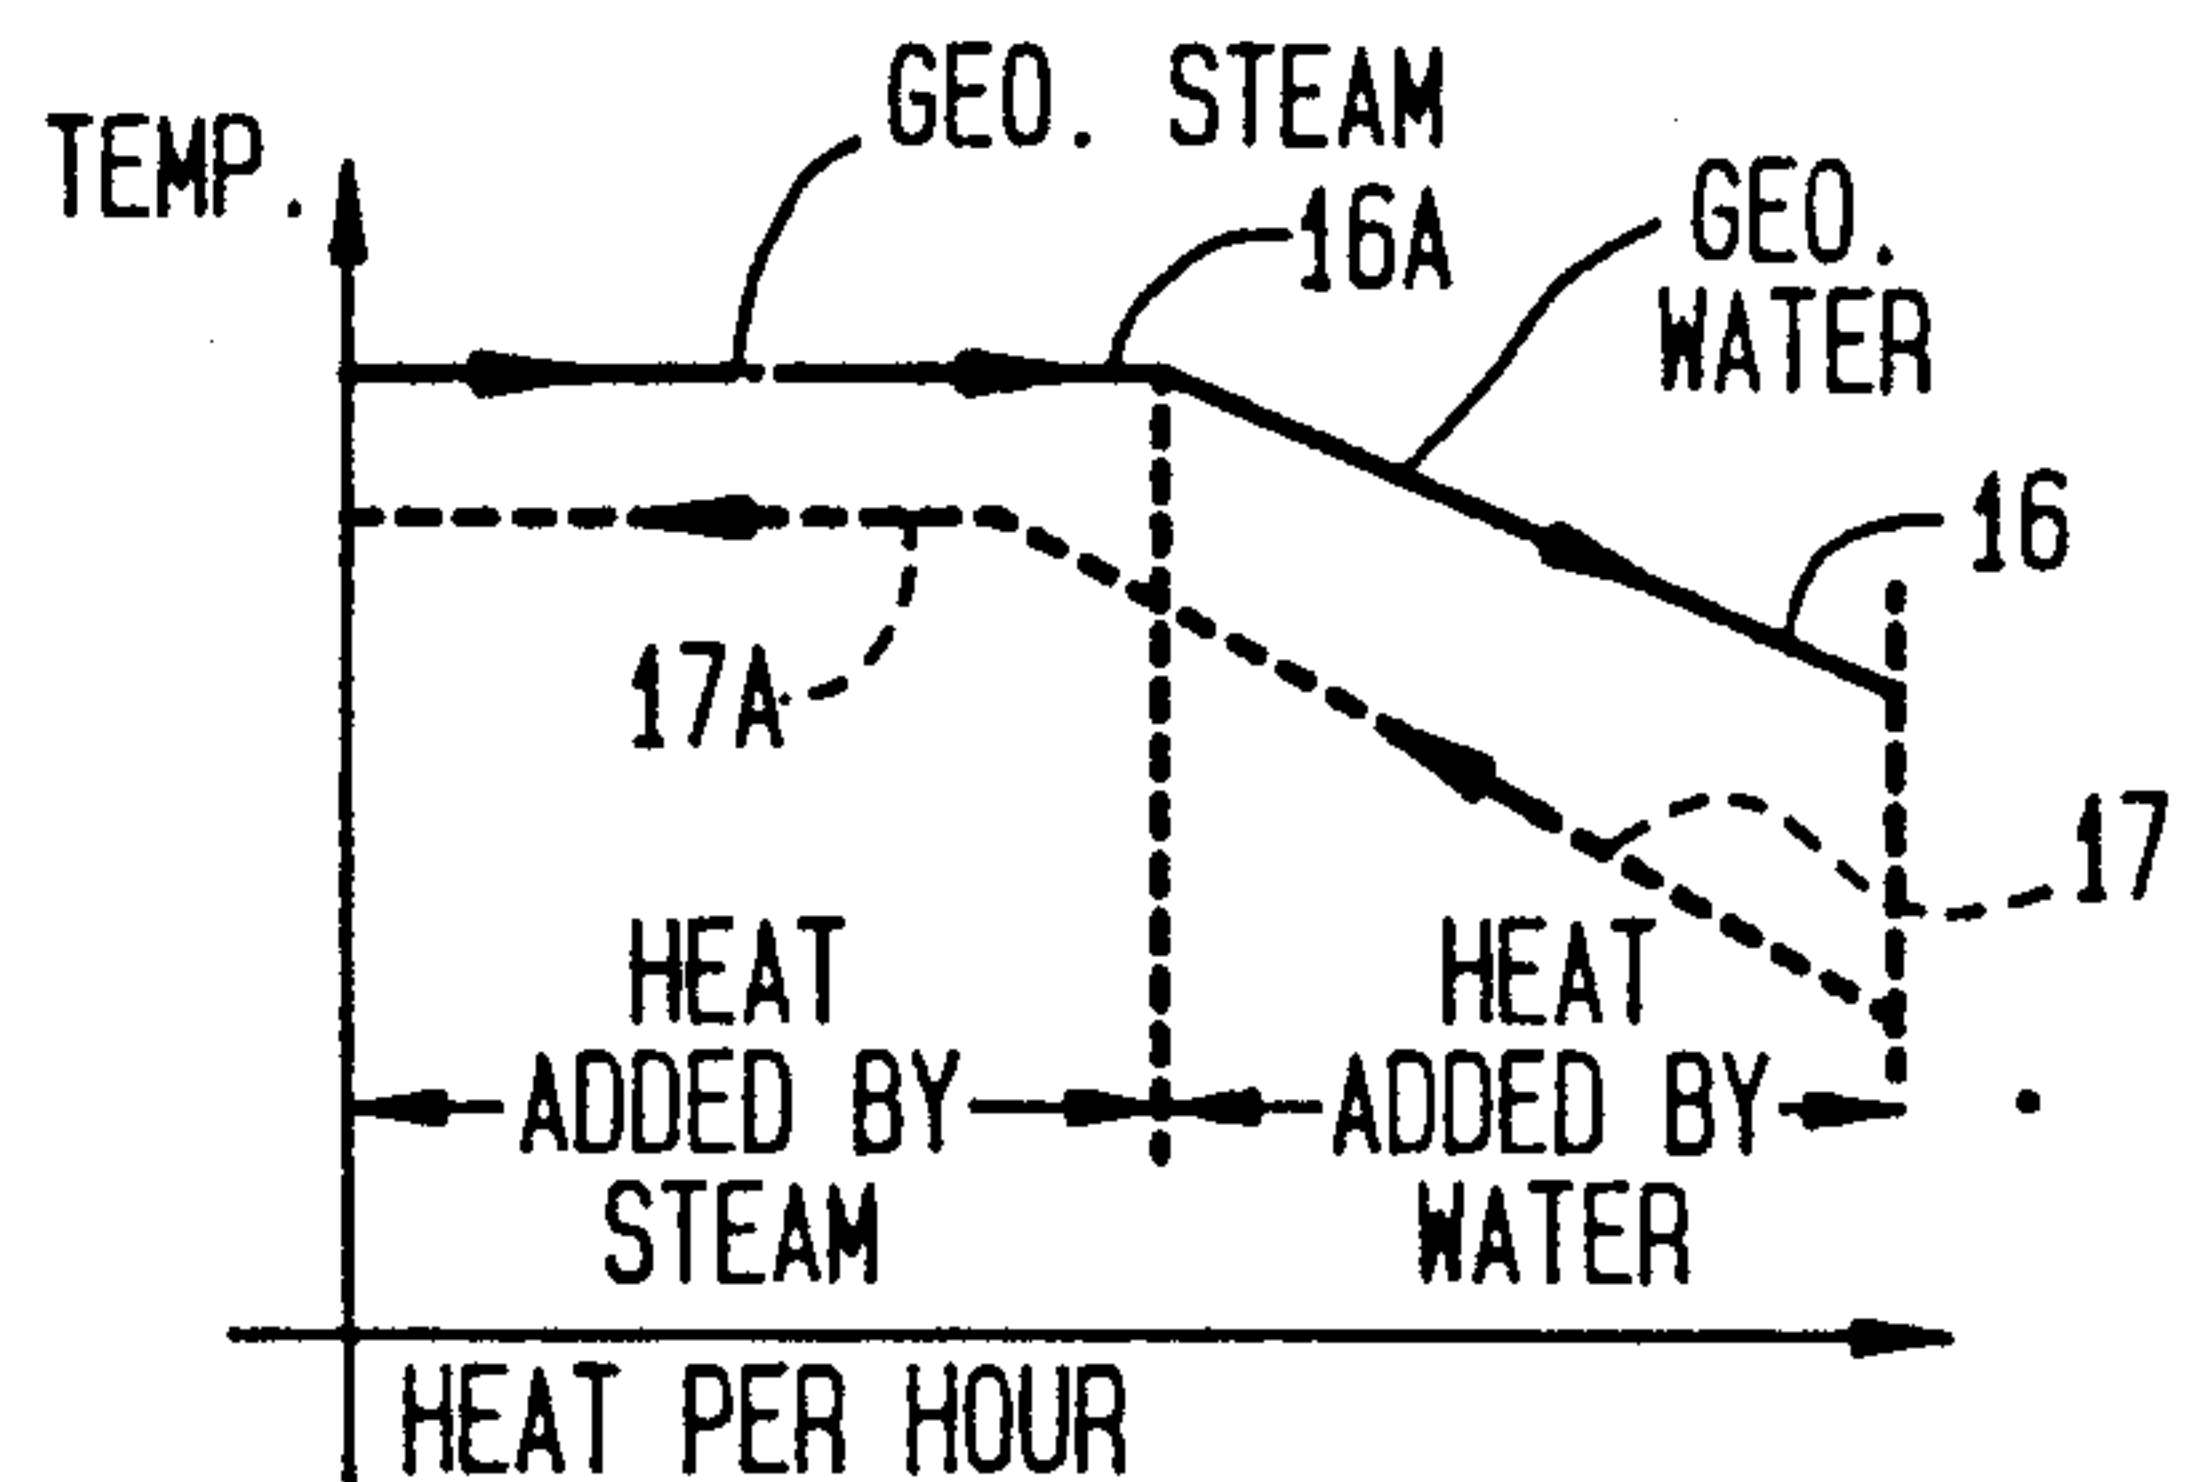 GEO. STEAM
TEMP.
16A
GEO.
WATER
16
17A
17
HEAT
ADDED BY
STEAM
HEAT
ADDED BY
WATER
HEAT PER HOUR